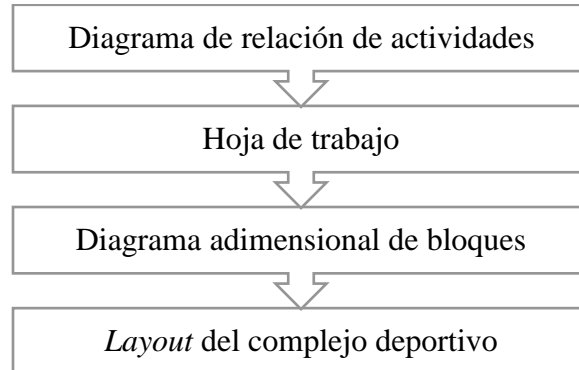 Diagrama de relación de actividades
Hoja de trabajo
Diagrama adimensional de bloques
Layout del complejo deportivo